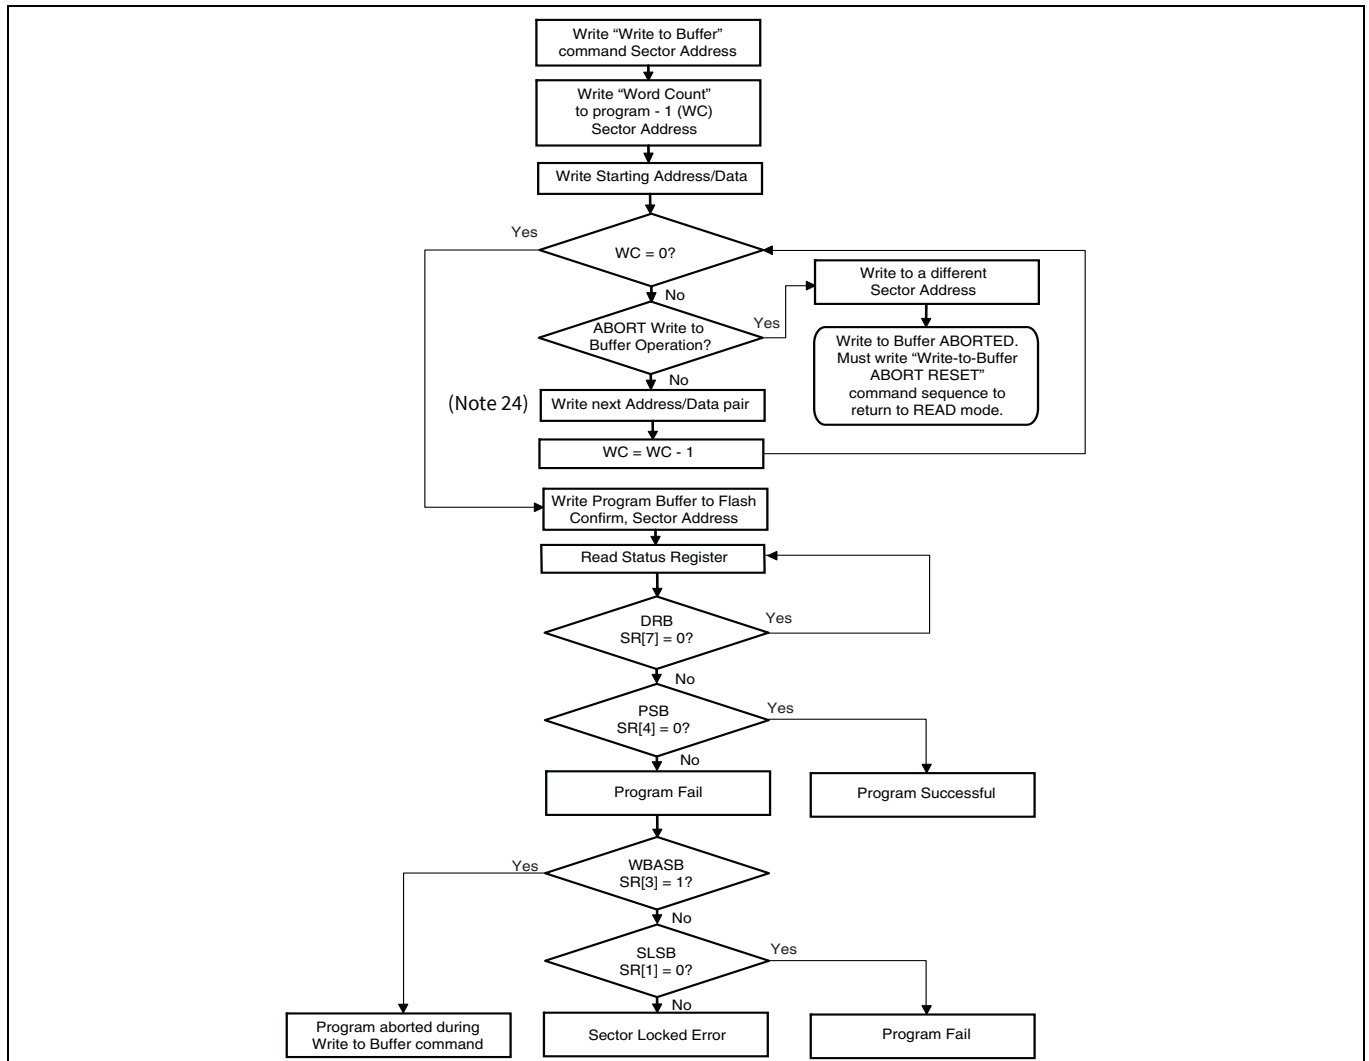 Write “Write to Buffer”
command Sector Address
Write “Word Count”
to program - 1 (WC)
Sector Address
Write Starting Address/Data
Yes
WC = 0?
No
Write to a different
Sector Address
ABORT Write to
Buffer Operation?
Yes
No
Write to Buffer ABORTED.
Must write “Write-to-Buffer
ABORT RESET”
command sequence to
return to READ mode.
(Note 24)
Write next Address/Data pair
WC = WC - 1
Write Program Buffer to Flash
Confirm, Sector Address
Read Status Register
DRB
SR[7] = 0?
Yes
No
PSB
SR[4] = 0?
Yes
No
Program Fail
Program Successful
Yes
WBASB
SR[3] = 1?
No
SLSB
SR[1] = 0?
Yes
No
Program aborted during
Write to Buffer command
Sector Locked Error
Program Fail